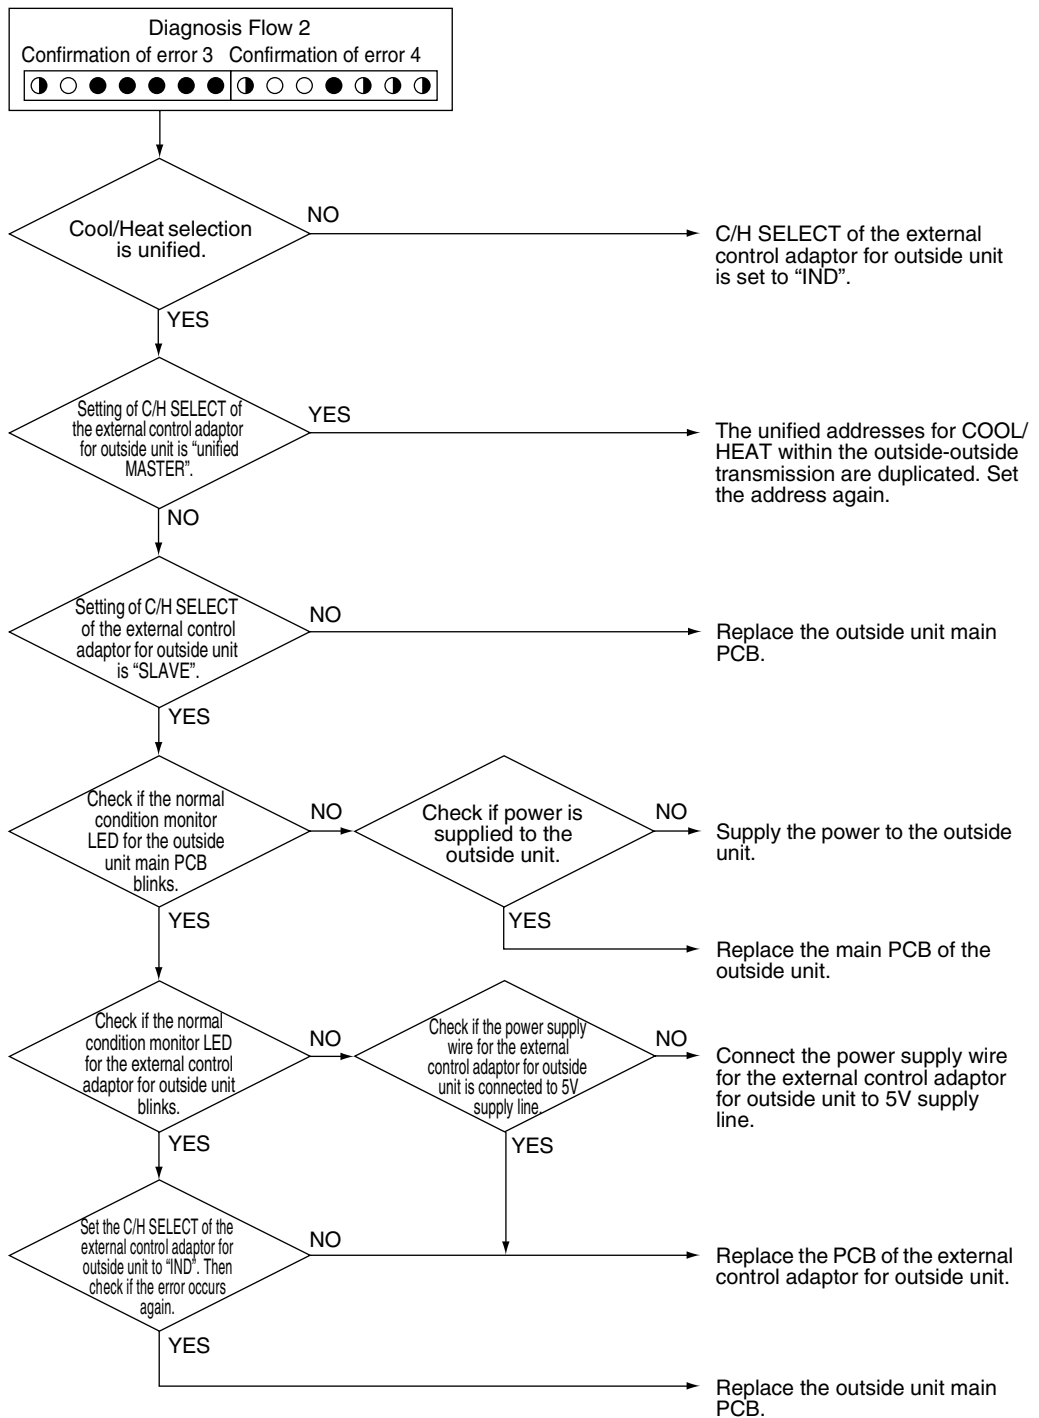 Diagnosis Flow 2
Confirmation of error 3 Confirmation of error 4
Cool/Heat selection
is unified.
NO
C/H SELECT of the external
control adaptor for outside unit
is set to “IND”.
YES
Setting of C/H SELECT of
the external control adaptor
for outside unit is “unified
MASTER”.
YES
The unified addresses for COOL/
HEAT within the outside-outside
transmission are duplicated. Set
the address again.
NO
Setting of C/H SELECT
of the external control
adaptor for outside unit
is “SLAVE”.
NO
Replace the outside unit main
PCB.
YES
Check if the normal
condition monitor
LED for the outside
unit main PCB
blinks.
NO
Check if power is
supplied to the
outside unit.
NO
Supply the power to the outside
unit.
YES
YES
Replace the main PCB of the
outside unit.
Check if the normal
condition monitor LED
for the external control
adaptor for outside unit
blinks.
NO
Check if the power supply
wire for the external
control adaptor for outside
unit is connected to 5V
supply line.
NO
Connect the power supply wire
for the external control adaptor
for outside unit to 5V supply
line.
YES
YES
Set the C/H SELECT of the
external control adaptor for
outside unit to “IND”. Then
check if the error occurs
again.
NO
Replace the PCB of the external
control adaptor for outside unit.
YES
Replace the outside unit main
PCB.